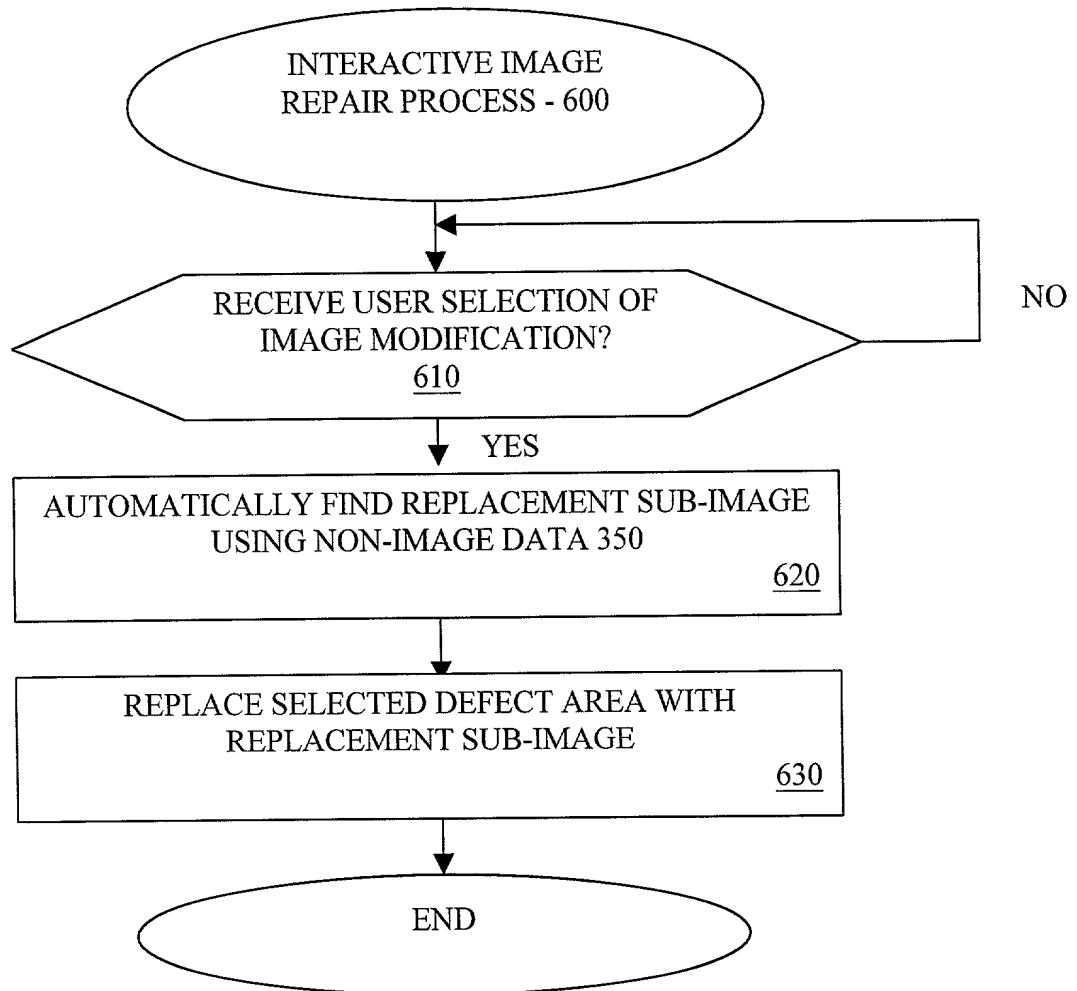 INTERACTIVE IMAGE
REPAIR PROCESS - 600
RECEIVE USER SELECTION OF
IMAGE MODIFICATION?
610
NO
YES
AUTOMATICALLY FIND REPLACEMENT SUB-IMAGE
USING NON-IMAGE DATA 350
620
REPLACE SELECTED DEFECT AREA WITH
REPLACEMENT SUB-IMAGE
630
END